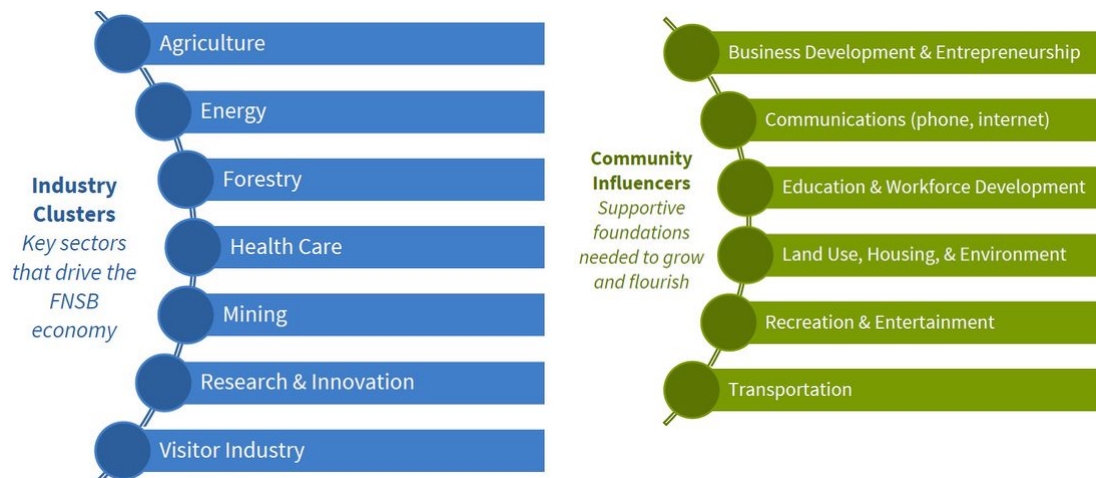 Industry
Clusters
Key sectors
that drive the
FNSB
economy
Agriculture
Energy
Forestry
Health Care
Mining
Research & Innovation
Visitor Industry
Community
Influencers
Supportive
foundations
needed to grow
and flourish
Business Development & Entrepreneurship
Communications (phone, internet)
Education & Workforce Development
Land Use, Housing, & Environment
Recreation & Entertainment
Transportation